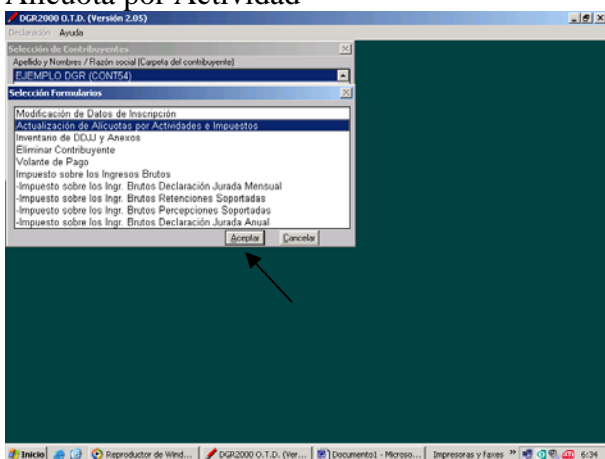 Alícuota por Actividad
DGR2000 O.T.D. (Versión 2.05)
Declaración Ayuda
Selección de Contribuyentes
Apellido y Nombres / Razón social (Carpeta del contribuyente)
EJEMPLO DGR (CONT54)
Selección Formularios
Modificación de Datos de Inscripción
Actualización de Alícuotas por Actividades e Impuestos
Inventario de DDJJ y Anexos
Eliminar Contribuyente
Volante de Pago
Impuesto sobre los Ingresos Brutos
-Impuesto sobre los Ingr. Brutos Declaración Jurada Mensual
-Impuesto sobre los Ingr. Brutos Retenciones Soportadas
-Impuesto sobre los Ingr. Brutos Percepciones Soportadas
-Impuesto sobre los Ingr. Brutos Declaración Jurada Anual
Aceptar Cancelar
Inicio Reproductor de Wind... DGR2000 O.T.D. (Ver... Documento1 - Microso... Impresoras y faxes » 6:34